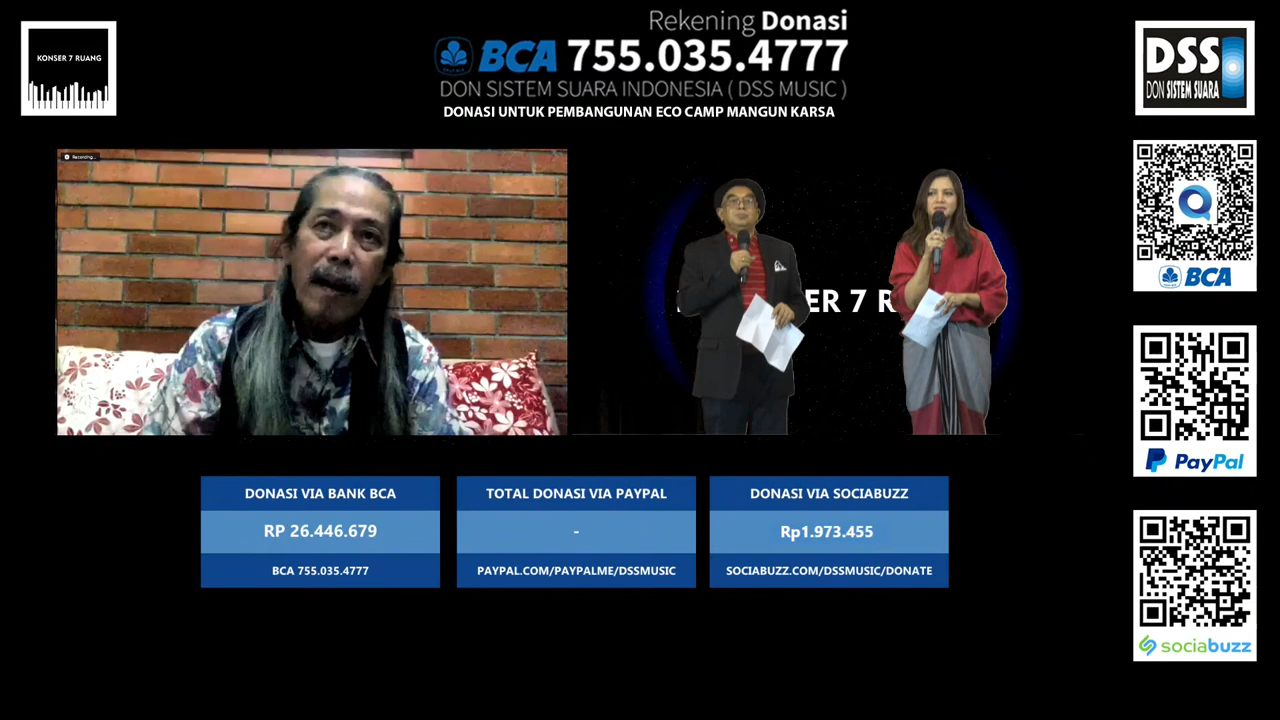 KONSER 7 RUANG
Rekening Donasi
BCA 755.035.4777
DON SISTEM SUARA INDONESIA ( DSS MUSIC )
DONASI UNTUK PEMBANGUNAN ECO CAMP MANGUN KARSA
DSS
DON SISTEM SUARA
Recording...
ER 7 R
BCA
PayPal
sociabuzz
DONASI VIA BANK BCA
RP 26.446.679
BCA 755.035.4777
TOTAL DONASI VIA PAYPAL
-
PAYPAL.COM/PAYPALME/DSSMUSIC
DONASI VIA SOCIABUZZ
Rp1.973.455
SOCIABUZZ.COM/DSSMUSIC/DONATE